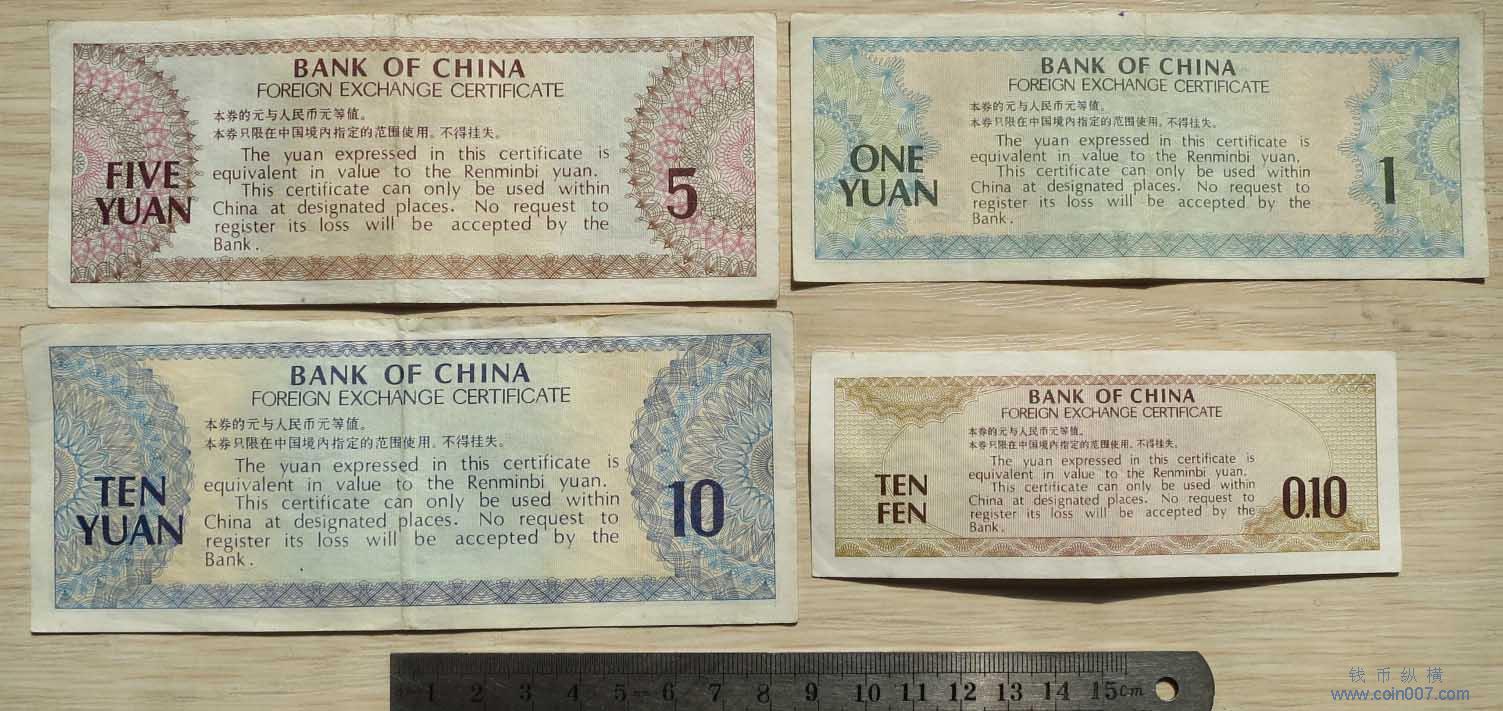 BANK OF CHINA
FOREIGN EXCHANGE CERTIFICATE
本券的元与人民币元等值。
本券只限在中国境内指定的范围使用。不得挂失。
The yuan expressed in this certificate is
equivalent in value to the Renminbi yuan.
This certificate can only be used within
China at designated places. No request to
register its loss will be accepted by the
Bank.
FIVE
YUAN
5
BANK OF CHINA
FOREIGN EXCHANGE CERTIFICATE
本券的元与人民币元等值。
本券只限在中国境内指定的范围使用。不得挂失。
The yuan expressed in this certificate is
equivalent in value to the Renminbi yuan.
This certificate can only be used within
China at designated places. No request to
register its loss will be accepted by the
Bank.
ONE
YUAN
1
BANK OF CHINA
FOREIGN EXCHANGE CERTIFICATE
本券的元与人民币元等值。
本券只限在中国境内指定的范围使用。不得挂失。
The yuan expressed in this certificate is
equivalent in value to the Renminbi yuan.
This certificate can only be used within
China at designated places. No request to
register its loss will be accepted by the
Bank.
TEN
YUAN
10
BANK OF CHINA
FOREIGN EXCHANGE CERTIFICATE
本券的元与人民币元等值。
本券只限在中国境内指定的范围使用。不得挂失。
The yuan expressed in this certificate is
equivalent in value to the Renminbi yuan.
This certificate can only be used within
China at designated places. No request to
register its loss will be accepted by the
Bank.
TEN
FEN
0.10
1 2 3 4 5 6 7 8 9 10 11 12 13 14 15cm
钱币纵横
www.coin007.com